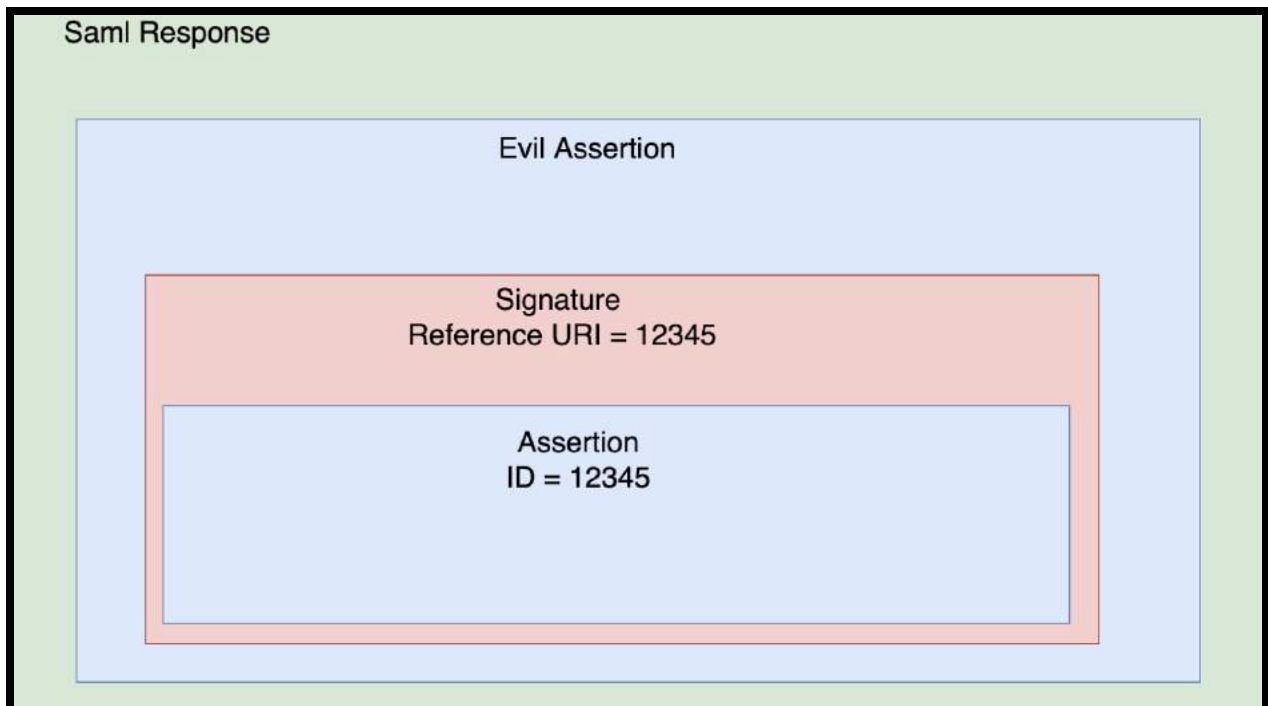 Saml Response
Evil Assertion
Signature
Reference URI = 12345
Assertion
ID = 12345